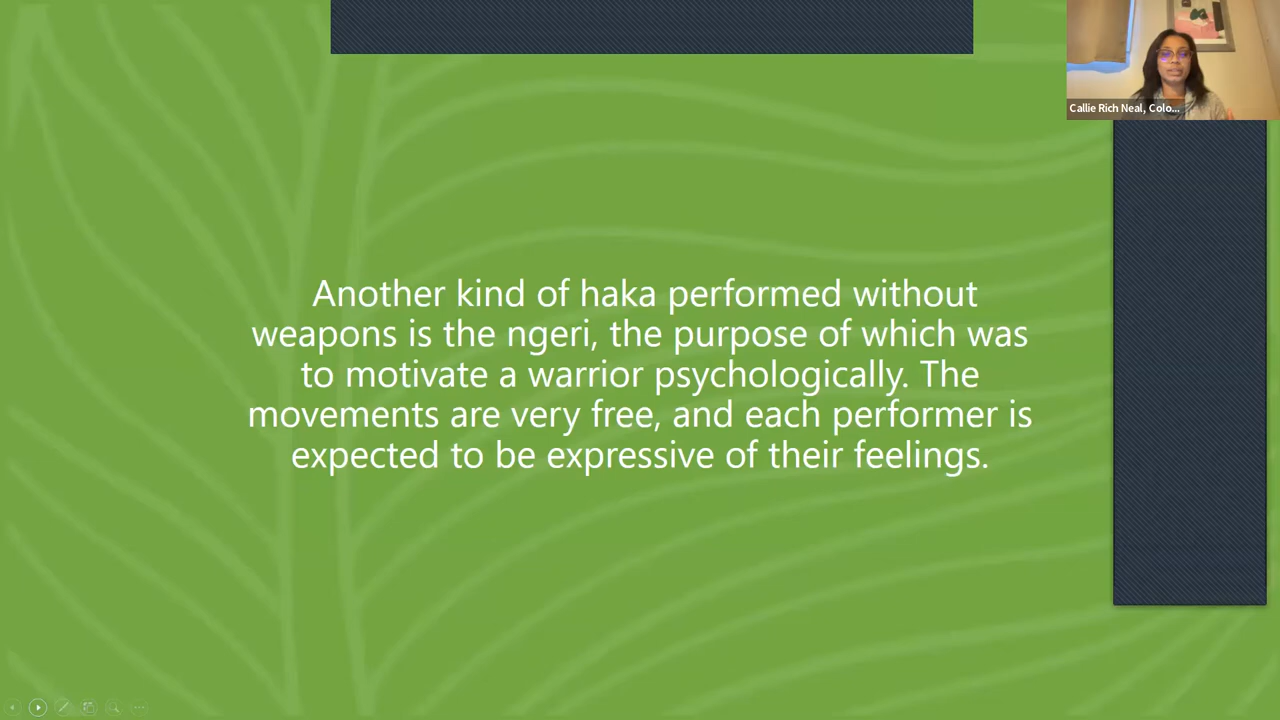 Callie Rich Neal, Colo...
Another kind of haka performed without
weapons is the ngeri, the purpose of which was
to motivate a warrior psychologically. The
movements are very free, and each performer is
expected to be expressive of their feelings.